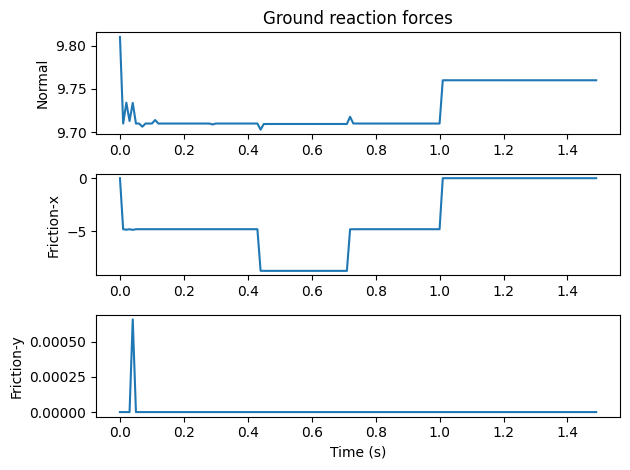 Ground reaction forces
Normal
9.80
9.75
9.70
0.0 0.2 0.4 0.6 0.8 1.0 1.2 1.4
Friction-x
0
−5
0.0 0.2 0.4 0.6 0.8 1.0 1.2 1.4
Friction-y
0.00050
0.00025
0.00000
0.0 0.2 0.4 0.6 0.8 1.0 1.2 1.4
Time (s)